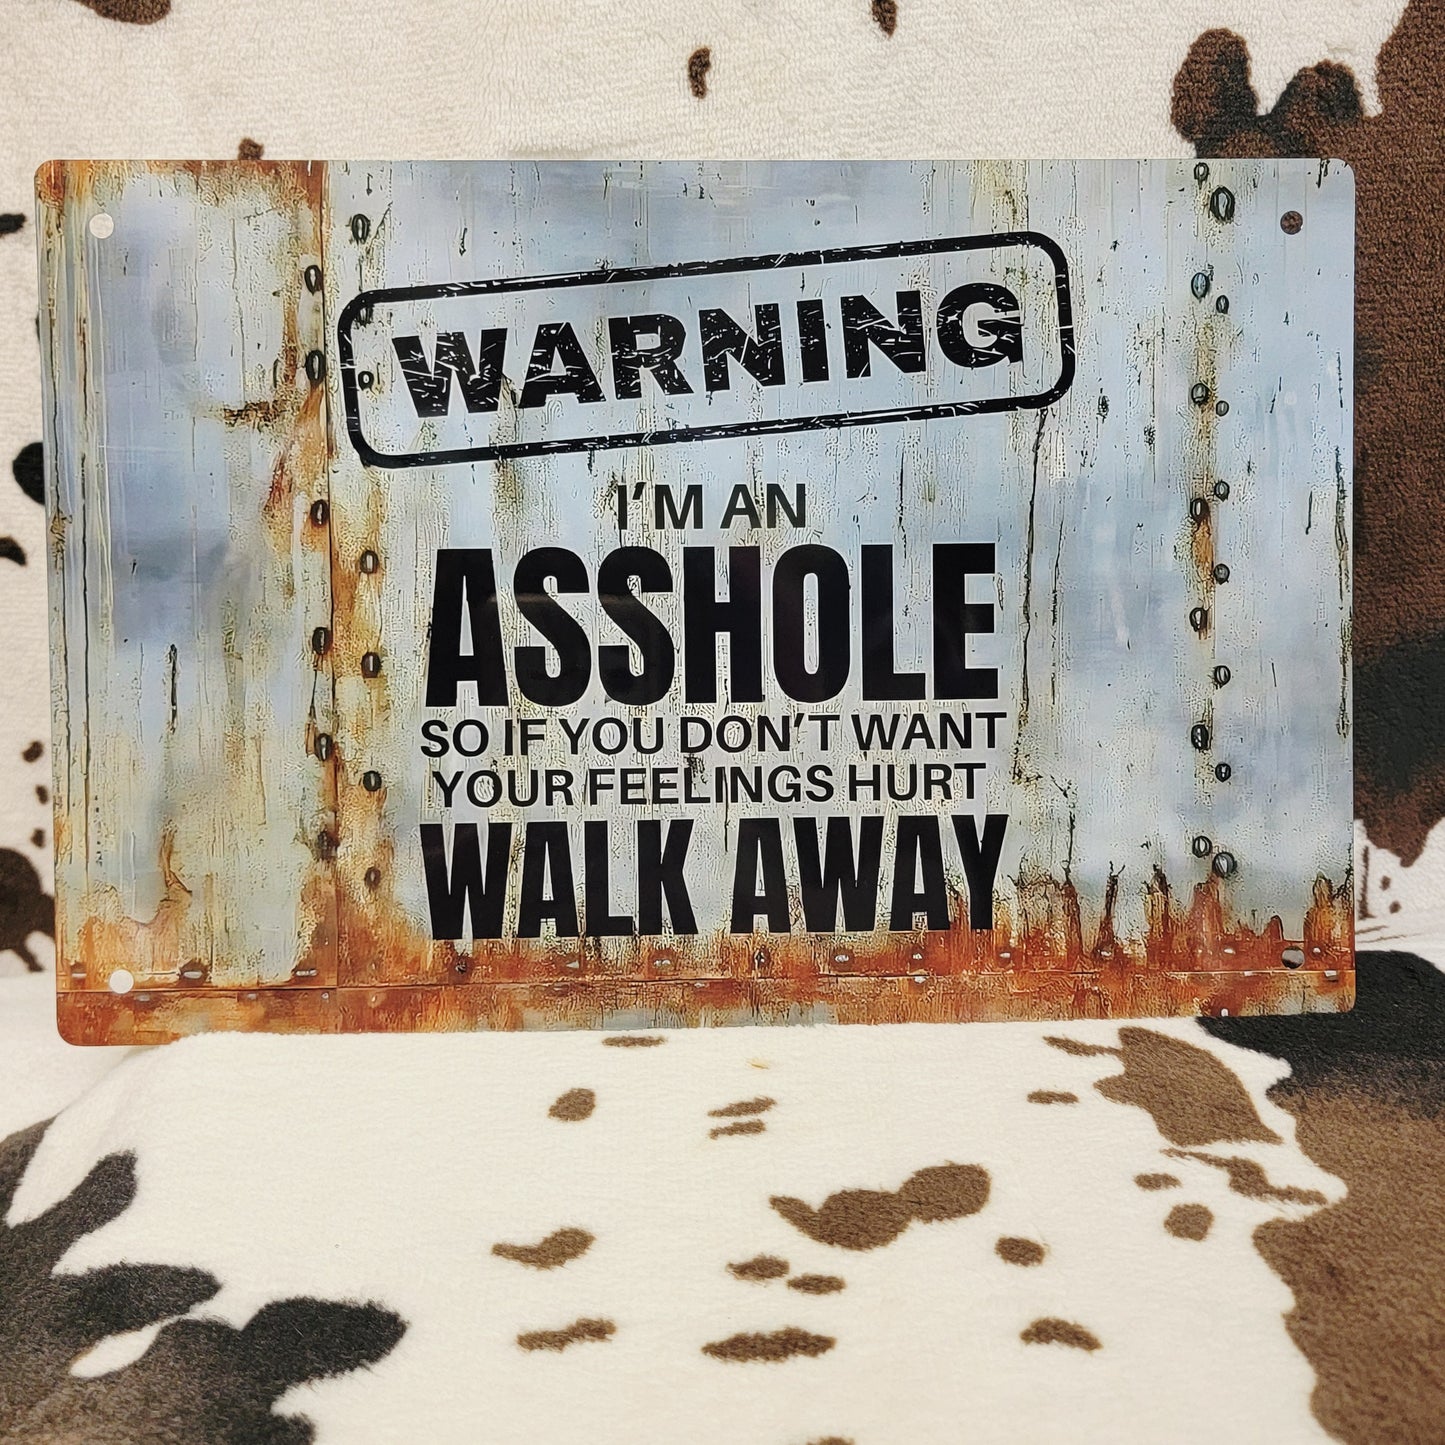 WARNING
I'M AN
ASSHOLE
SO IF YOU DON'T WANT
YOUR FEELINGS HURT
WALK AWAY